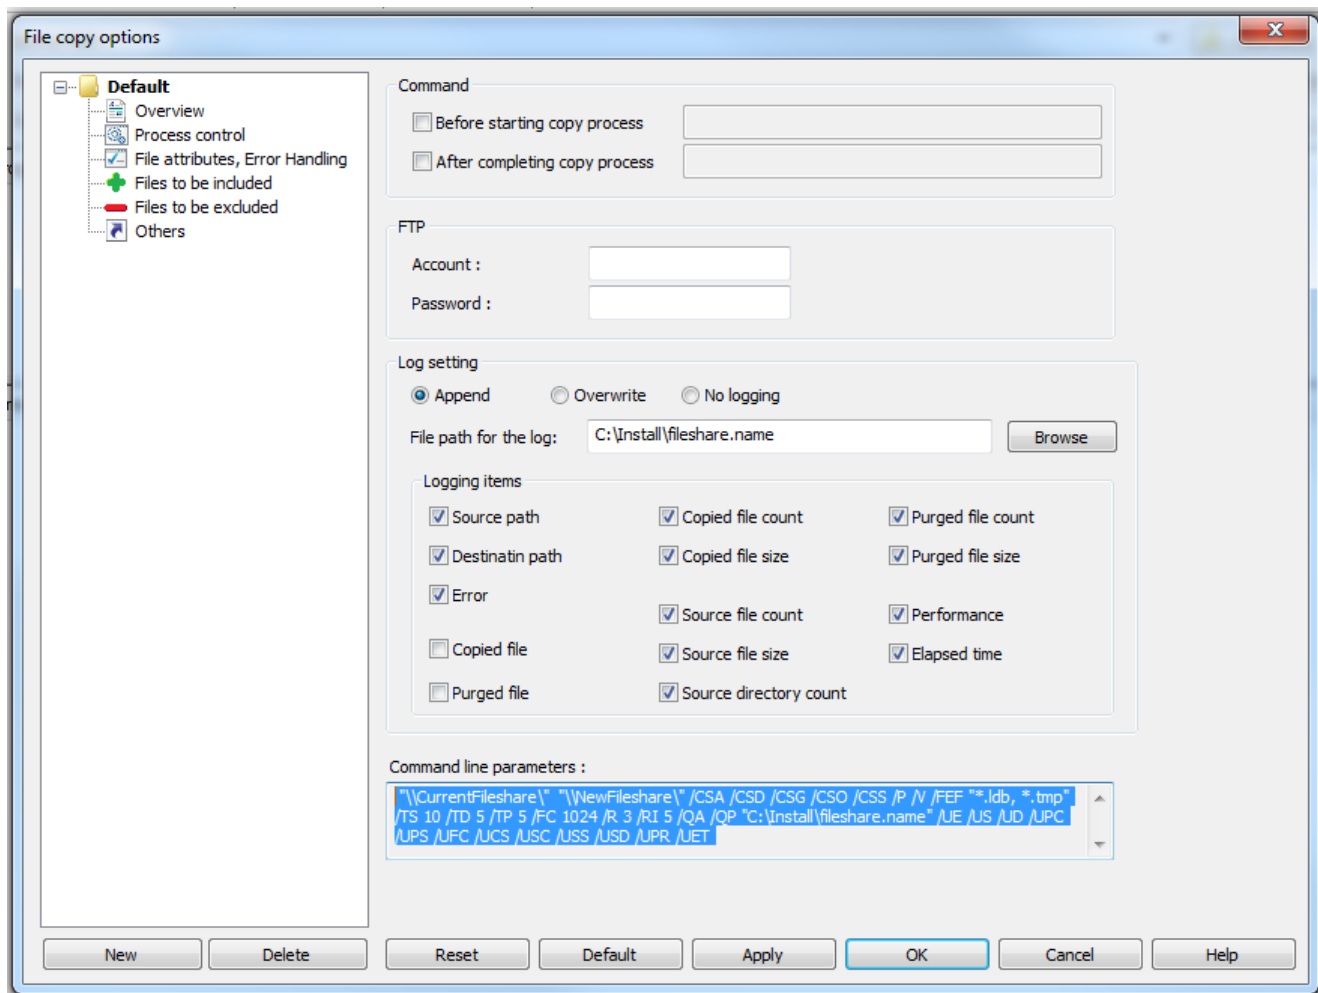 File copy options
Default
Overview
Process control
File attributes, Error Handling
Files to be included
Files to be excluded
Others
Command
Before starting copy process
After completing copy process
FTP
Account :
Password :
Log setting
Append Overwrite No logging
File path for the log: C:\Install\fileshare.name Browse
Logging items
Source path Copied file count Purged file count
Destinatin path Copied file size Purged file size
Error
Source file count Performance
Copied file
Source file size Elapsed time
Purged file Source directory count
Command line parameters :
"\\CurrentFileshare\" "\\NewFileshare\" /CSA /CSD /CSG /CSO /CSS /P /V /FEF "*.ldb, *.tmp"
/TS 10 /TD 5 /TP 5 /FC 1024 /R 3 /RI 5 /QA /QP "C:\Install\fileshare.name" /UE /US /UD /UPC
/UPS /UFC /UCS /USC /USS /USD /UPR /UET
New Delete Reset Default Apply OK Cancel Help